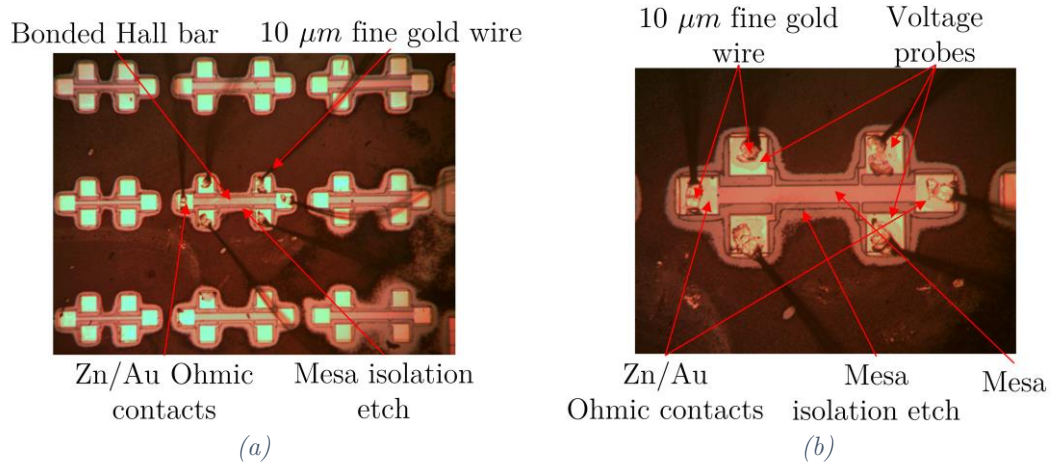 Bonded Hall bar
10 μm fine gold wire
Zn/Au Ohmic
contacts
Mesa isolation
etch
(a)
10 μm fine gold
wire
Voltage
probes
Zn/Au
Ohmic contacts
Mesa
isolation etch
Mesa
(b)